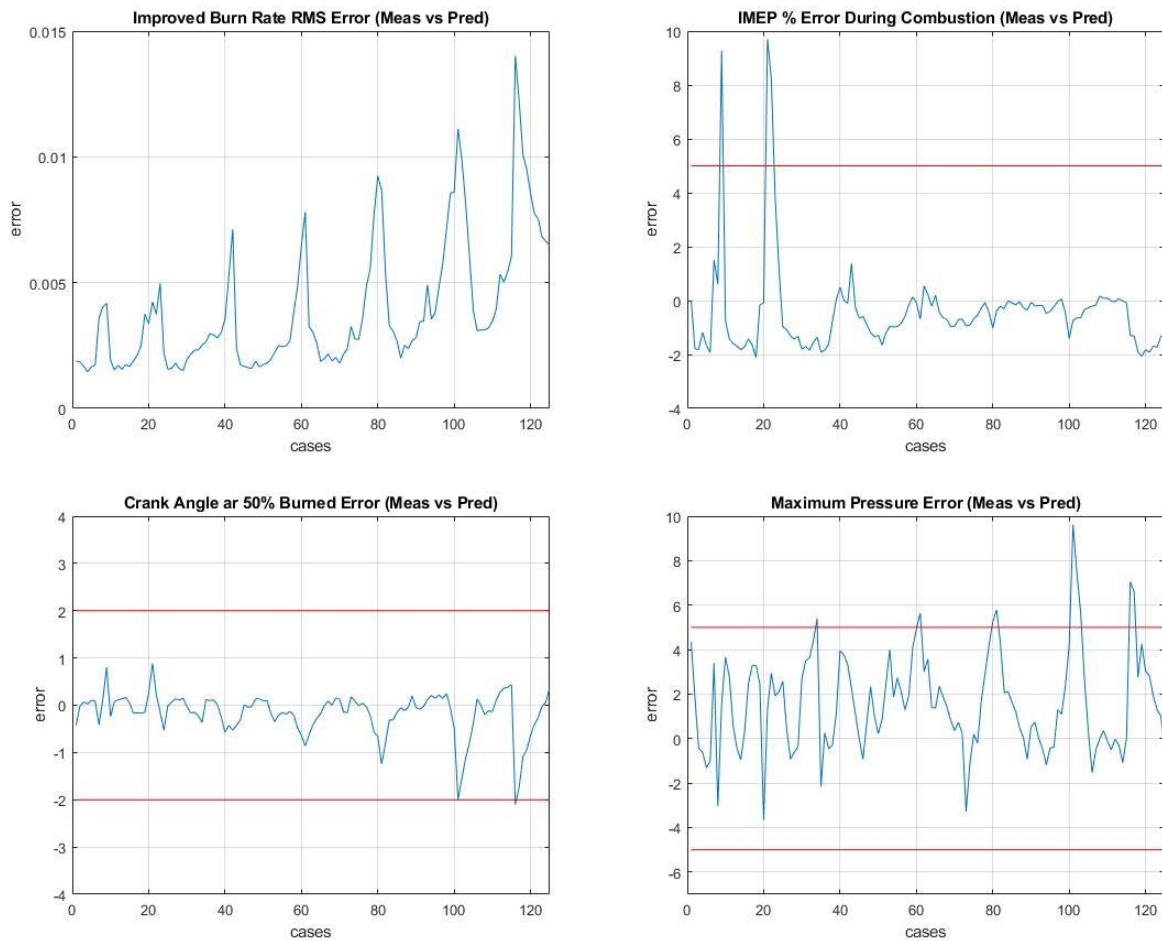 Improved Burn Rate RMS Error (Meas vs Pred)
0.015
0.01
0.005
0
error
0 20 40 60 80 100 120
cases
IMEP % Error During Combustion (Meas vs Pred)
10
8
6
4
2
0
-2
-4
error
0 20 40 60 80 100 120
cases
Crank Angle ar 50% Burned Error (Meas vs Pred)
4
3
2
1
0
-1
-2
-3
-4
error
0 20 40 60 80 100 120
cases
Maximum Pressure Error (Meas vs Pred)
10
8
6
4
2
0
-2
-4
-6
error
0 20 40 60 80 100 120
cases